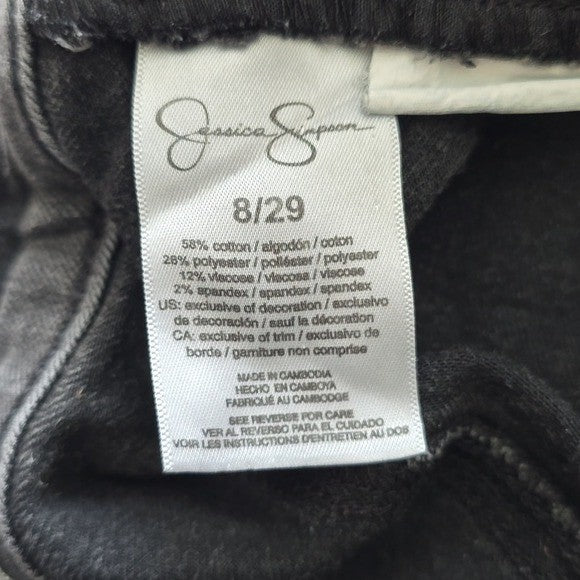 Jessica Simpson
8/29
58% cotton / algodón / coton
28% polyester / poliéster / polyester
12% viscose / viscosa / viscose
2% spandex / spandex / spandex
US: exclusive of decoration / exclusivo
de decoración / sauf la décoration
CA: exclusive of trim / exclusivo de
borde / garniture non comprise
MADE IN CAMBODIA
HECHO EN CAMBOYA
FABRIQUÉ AU CAMBODGE
SEE REVERSE FOR CARE
VER AL REVERSO PARA EL CUIDADO
VOIR LES INSTRUCTIONS D'ENTRETIEN AU DOS